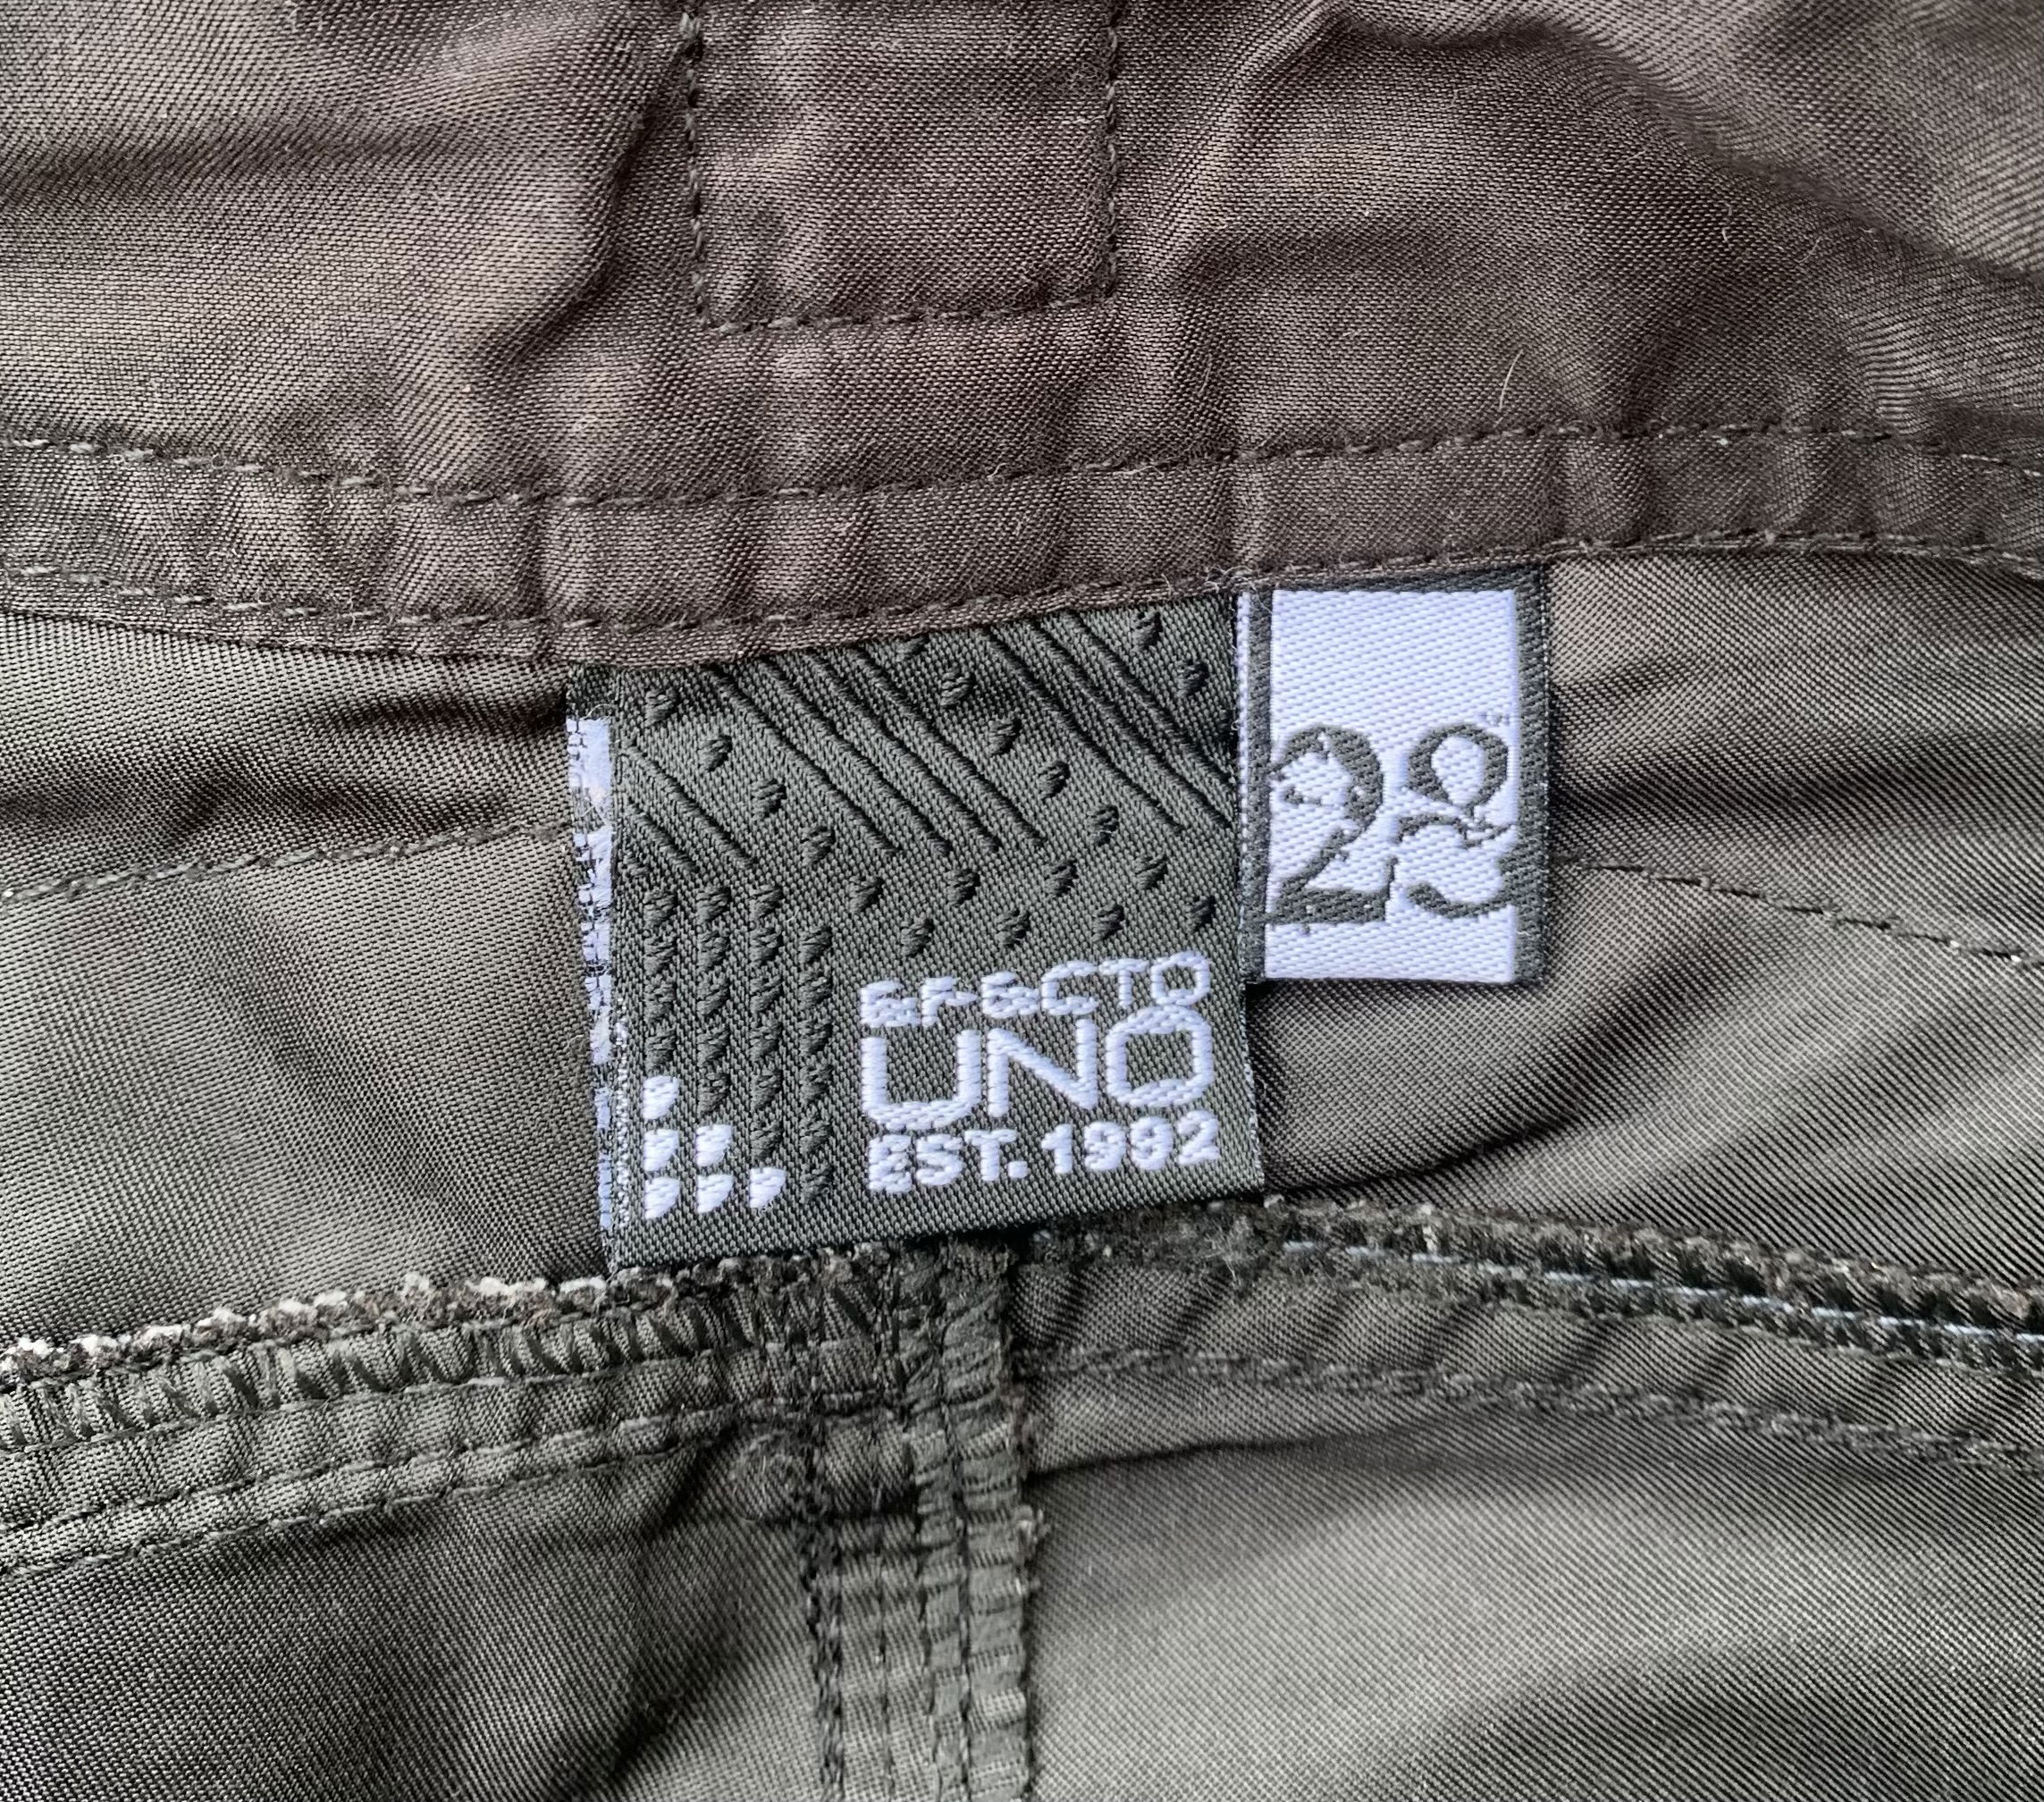 EFECTO
UNO
EST.1992
28